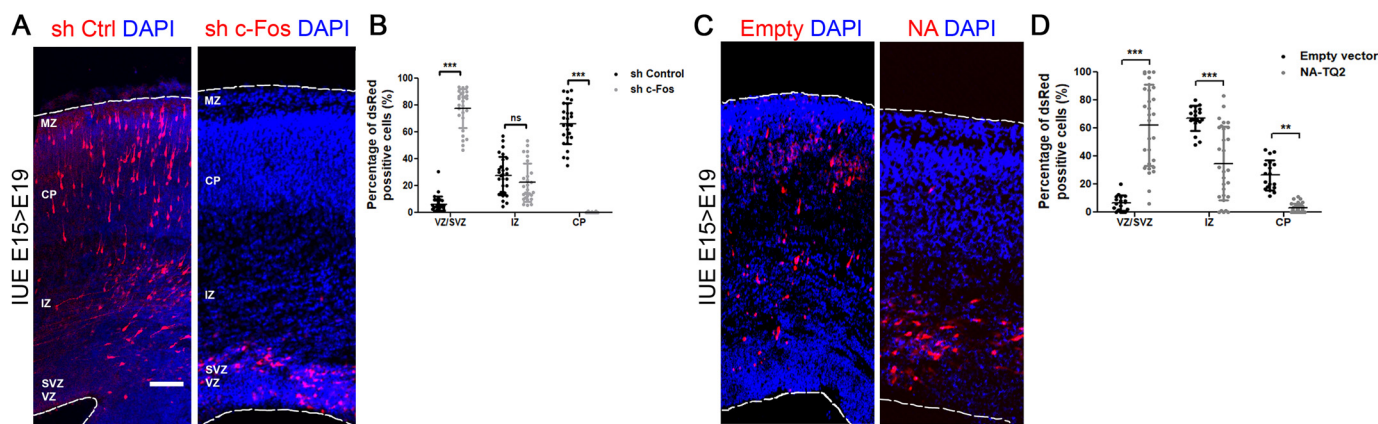 A
sh Ctrl DAPI
sh c-Fos DAPI
IUE E15>E19
MZ
CP
IZ
SVZ
VZ
MZ
CP
IZ
SVZ
VZ
B
Percentage of dsRed
possitive cells (%)
100
80
60
40
20
0
***
ns
***
VZ/SVZ
IZ
CP
sh Control
sh c-Fos
C
Empty DAPI
NA DAPI
IUE E15>E19
D
Percentage of dsRed
possitive cells (%)
100
80
60
40
20
0
***
***
**
VZ/SVZ
IZ
CP
Empty vector
NA-TQ2